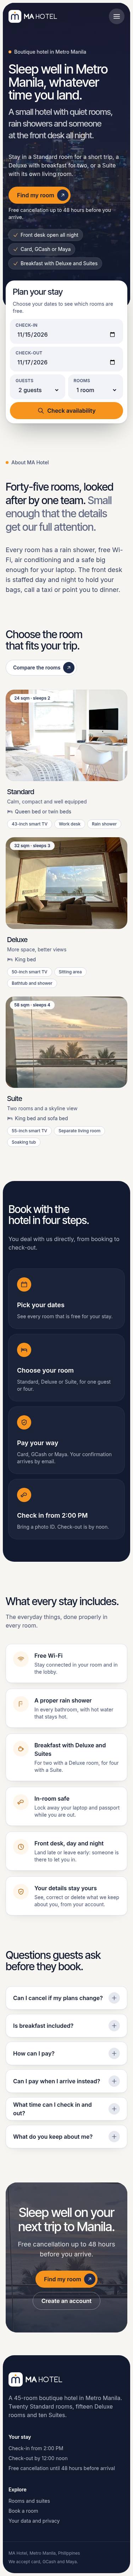 MA HOTEL
Boutique hotel in Metro Manila
Sleep well in Metro
Manila, whatever
time you land.
A small hotel with quiet rooms,
rain showers and someone
at the front desk all night.
Stay in a Standard room for a short trip, a
Deluxe with a bathtub for two, or a Suite
with its own living room.
Find my room
Free cancellation up to 48 hours before you
arrive.
Front desk open all night
Card, GCash or Maya
Breakfast with Deluxe and Suites
Plan your stay
Choose your dates to see which rooms are
free.
CHECK-IN
11/15/2026
CHECK-OUT
11/17/2026
GUESTS
2 guests
ROOMS
1 room
Check availability
About MA Hotel
Forty-five rooms, looked
after by one team. Small
enough that the details
get our full attention.
Every room has a rain shower, free Wi-
Fi, air conditioning and a safe big
enough for your laptop. The front desk
is staffed day and night to hold your
bags, call a taxi or point you to dinner.
Choose the room
that fits your trip.
Compare the rooms
24 sqm · sleeps 2
Standard
Calm, compact and well equipped
Queen bed or twin beds
43-inch smart TV
Work desk
Rain shower
32 sqm · sleeps 3
Deluxe
More space, better views
King bed
50-inch smart TV
Sitting area
Bathtub and shower
58 sqm · sleeps 4
Suite
Two rooms and a skyline view
King bed and sofa bed
55-inch smart TV
Separate living room
Soaking tub
Book with the
hotel in four steps.
You deal with us directly, from booking to
check-out.
Pick your dates
See every room that is free for your stay.
Choose your room
Standard, Deluxe or Suite, for one guest
or four.
Pay your way
Card, GCash or Maya. Your confirmation
arrives by email.
Check in from 2:00 PM
Bring a photo ID. Check-out is by noon.
What every stay includes.
The everyday things, done properly in
every room.
Free Wi-Fi
Stay connected in your room and in
the lobby.
A proper rain shower
In every bathroom, with hot water
that stays hot.
Breakfast with Deluxe and
Suites
For two with a Deluxe room, for four
with a Suite.
In-room safe
Lock away your laptop and passport
while you are out.
Front desk, day and night
Land late or leave early: someone is
there to let you in.
Your details stay yours
See, correct or delete what we keep
about you, from your account.
Questions guests ask
before they book.
Can I cancel if my plans change?
Is breakfast included?
How can I pay?
Can I pay when I arrive instead?
What time can I check in and
out?
What do you keep about me?
Sleep well on your
next trip to Manila.
Free cancellation up to 48 hours
before you arrive.
Find my room
Create an account
MA HOTEL
A 45-room boutique hotel in Metro Manila.
Twenty Standard rooms, fifteen Deluxe
rooms and ten Suites.
Your stay
Check-in from 2:00 PM
Check-out by 12:00 noon
Free cancellation until 48 hours before arrival
Explore
Rooms and suites
Book a room
Your data and privacy
MA Hotel, Metro Manila, Philippines
We accept card, GCash and Maya.